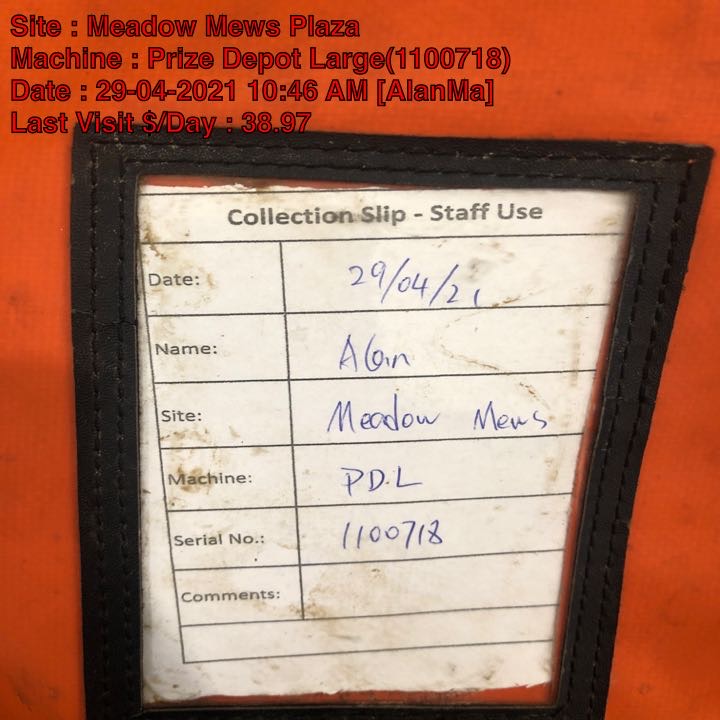 Site : Meadow Mews Plaza
Machine : Prize Depot Large(1100718)
Date : 29-04-2021 10:46 AM [AlanMa]
Last Visit $/Day : 38.97
Collection Slip - Staff Use
Date: 29/04/21
Name: Alan
Site: Meadow Mews
Machine: PD.L
Serial No.: 1100718
Comments: